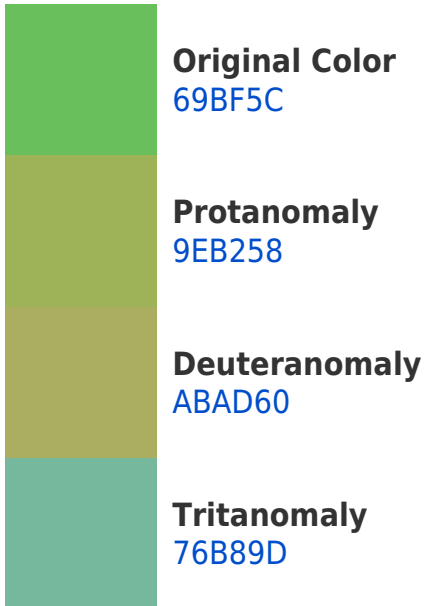 Original Color
69BF5C
Protanomaly
9EB258
Deuteranomaly
ABAD60
Tritanomaly
76B89D